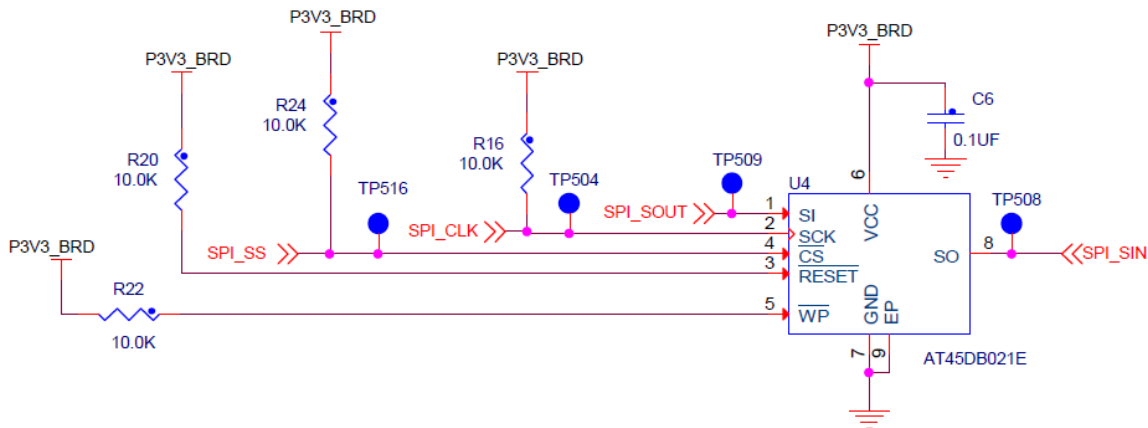 P3V3_BRD
P3V3_BRD
P3V3_BRD
P3V3_BRD
R24
10.0K
C6
0.1UF
R20
10.0K
R16
10.0K
TP509
TP516
TP504
U4
6
TP508
SPI_SOUT
1
SI
VCC
SPI_CLK
2
SCK
SPI_SS
4
CS
SO
8
SPI_SIN
3
RESET
P3V3_BRD
R22
10.0K
5
WP
GND
EP
7
9
AT45DB021E